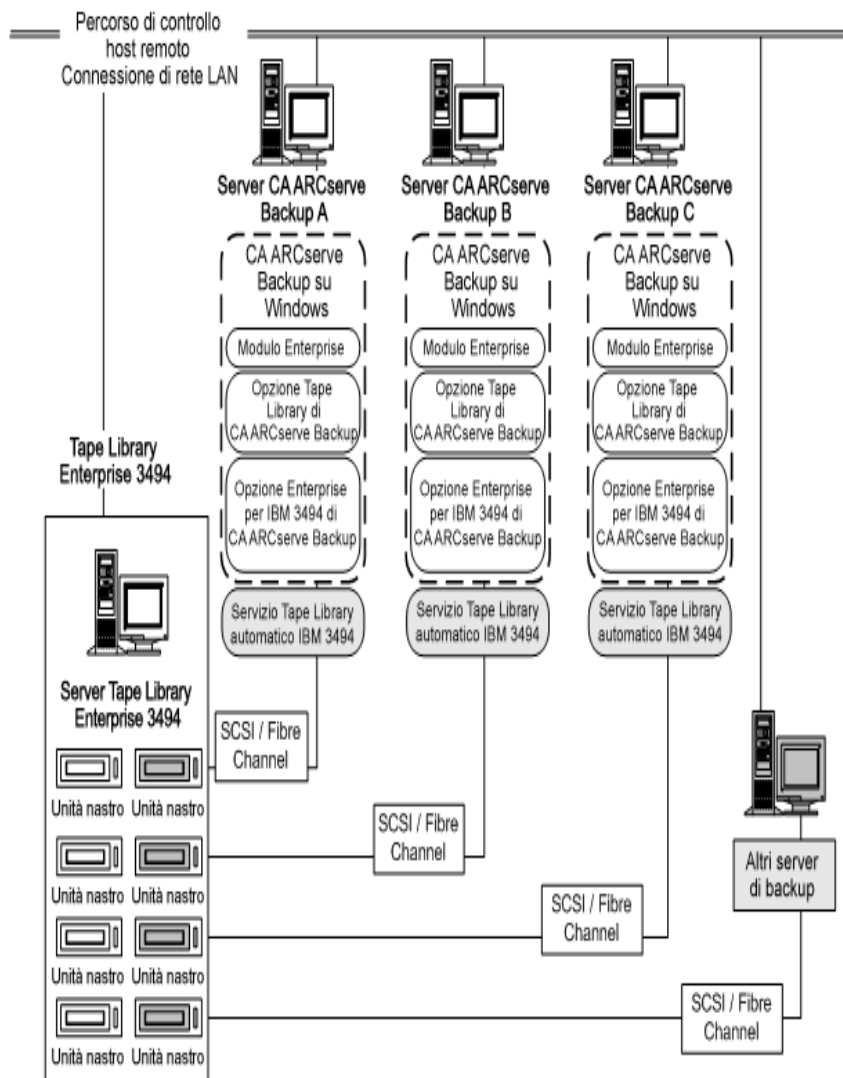 Percorso di controllo
host remoto
Connessione di rete LAN
Server CA ARCserve
Backup A
Server CA ARCserve
Backup B
Server CA ARCserve
Backup C
CA ARCserve
Backup su
Windows
Modulo Enterprise
Opzione Tape
Library di
CA ARCserve Backup
Opzione Enterprise
per IBM 3494 di
CA ARCserve Backup
Servizio Tape Library
automatico IBM 3494
CA ARCserve
Backup su
Windows
Modulo Enterprise
Opzione Tape
Library di
CA ARCserve Backup
Opzione Enterprise
per IBM 3494 di
CA ARCserve Backup
Servizio Tape Library
automatico IBM 3494
CA ARCserve
Backup su
Windows
Modulo Enterprise
Opzione Tape
Library di
CA ARCserve Backup
Opzione Enterprise
per IBM 3494 di
CA ARCserve Backup
Servizio Tape Library
automatico IBM 3494
Tape Library
Enterprise 3494
Server Tape Library
Enterprise 3494
Unità nastro Unità nastro
Unità nastro Unità nastro
Unità nastro Unità nastro
Unità nastro Unità nastro
SCSI / Fibre
Channel
SCSI / Fibre
Channel
SCSI / Fibre
Channel
Altri server
di backup
SCSI / Fibre
Channel